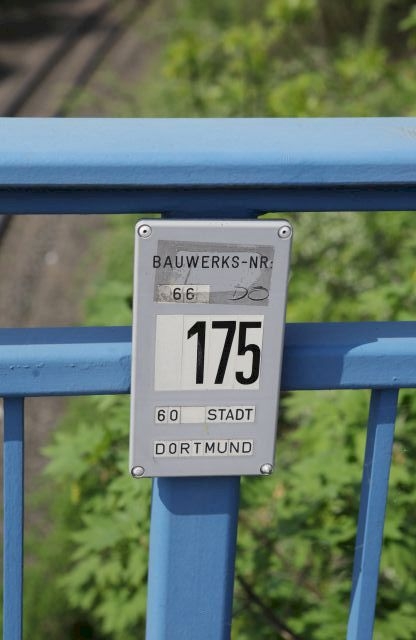 BAUWERKS-NR:
66 DO
175
60 STADT
DORTMUND